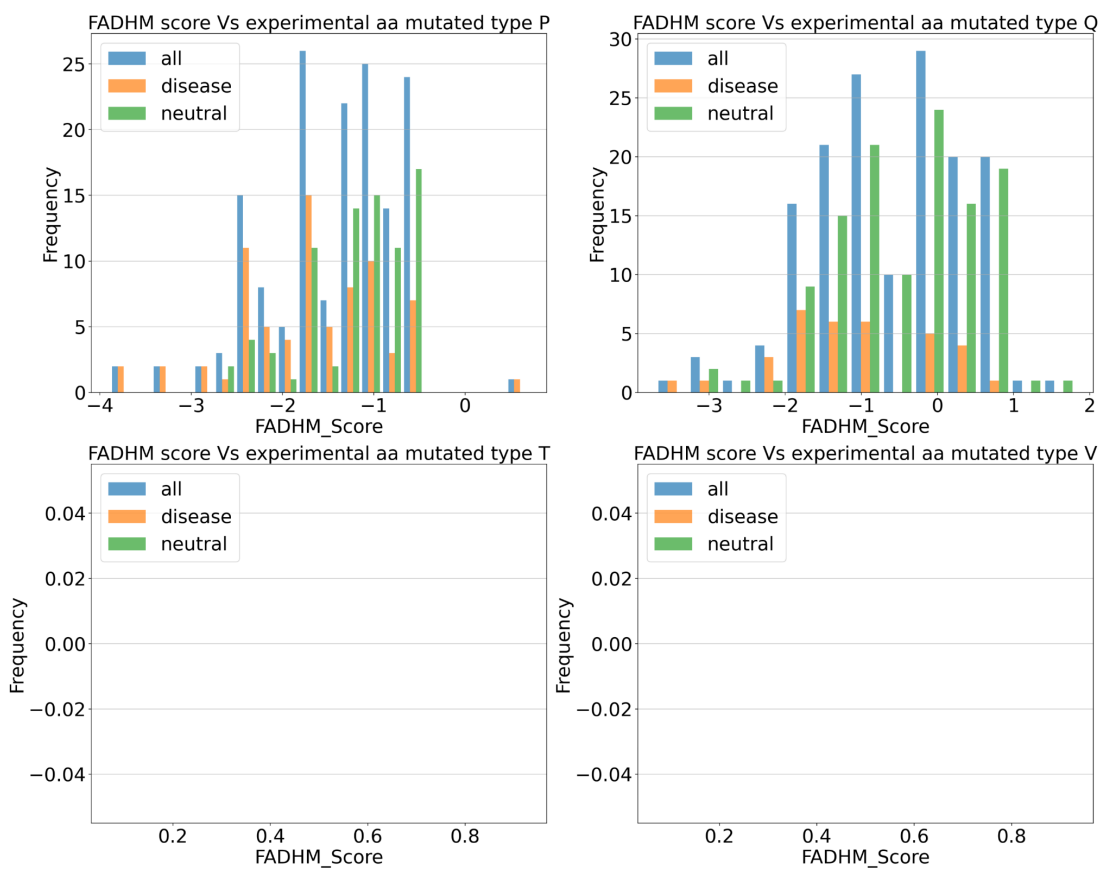 FADHM score Vs experimental aa mutated type P
all
disease
neutral
25
20
15
10
5
0
Frequency
−4
−3
−2
−1
0
FADHM_Score
FADHM score Vs experimental aa mutated type Q
all
disease
neutral
30
25
20
15
10
5
0
Frequency
−3
−2
−1
0
1
2
FADHM_Score
FADHM score Vs experimental aa mutated type T
all
disease
neutral
0.04
0.02
0.00
−0.02
−0.04
Frequency
0.2
0.4
0.6
0.8
FADHM_Score
FADHM score Vs experimental aa mutated type V
all
disease
neutral
0.04
0.02
0.00
−0.02
−0.04
Frequency
0.2
0.4
0.6
0.8
FADHM_Score